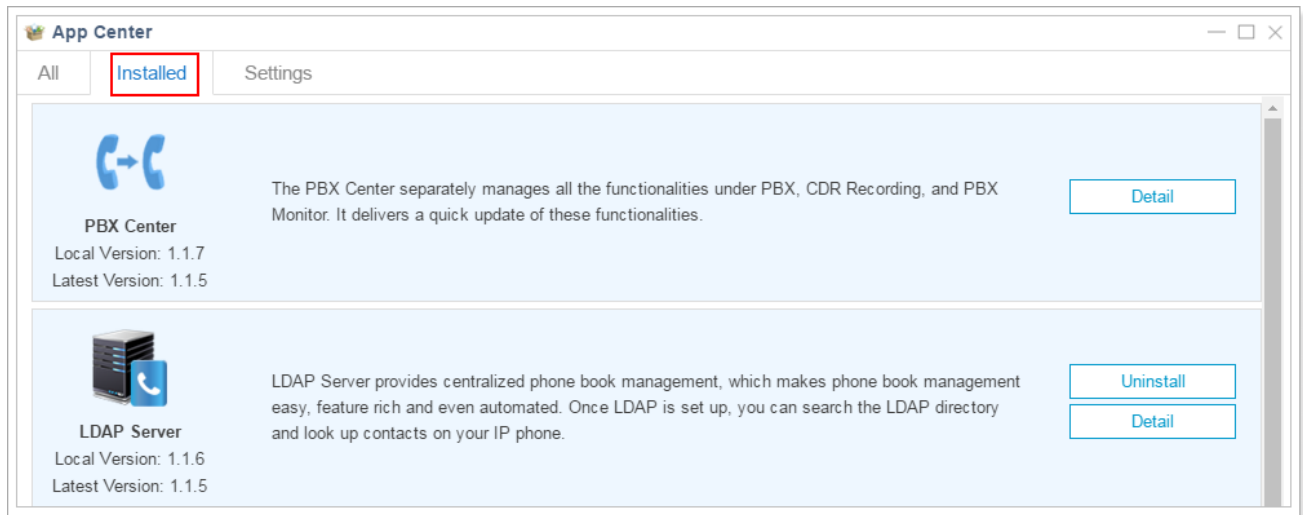 App Center
All
Installed
Settings
PBX Center
Local Version: 1.1.7
Latest Version: 1.1.5
The PBX Center separately manages all the functionalities under PBX, CDR Recording, and PBX
Monitor. It delivers a quick update of these functionalities.
Detail
LDAP Server
Local Version: 1.1.6
Latest Version: 1.1.5
LDAP Server provides centralized phone book management, which makes phone book management
easy, feature rich and even automated. Once LDAP is set up, you can search the LDAP directory
and look up contacts on your IP phone.
Uninstall
Detail